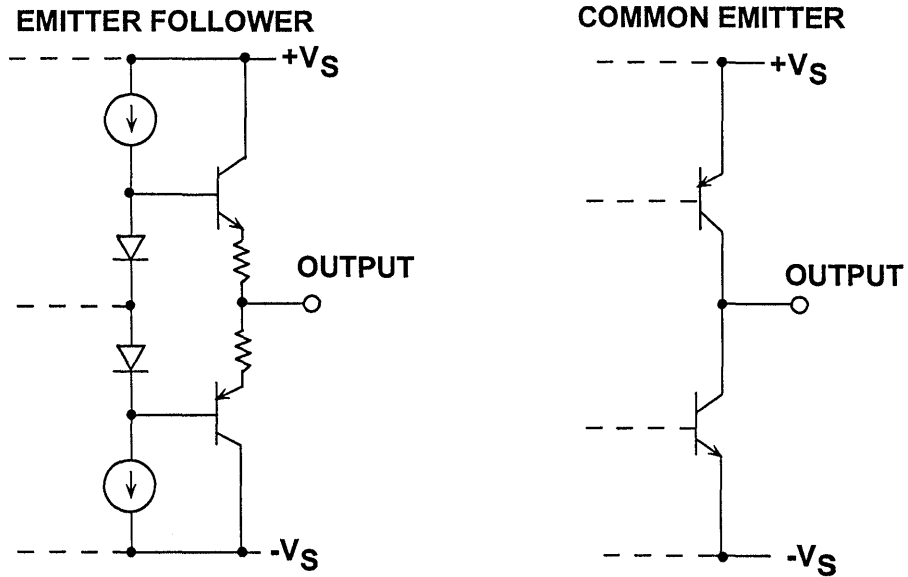 EMITTER FOLLOWER
+VS
OUTPUT
-VS
COMMON EMITTER
+VS
OUTPUT
-VS